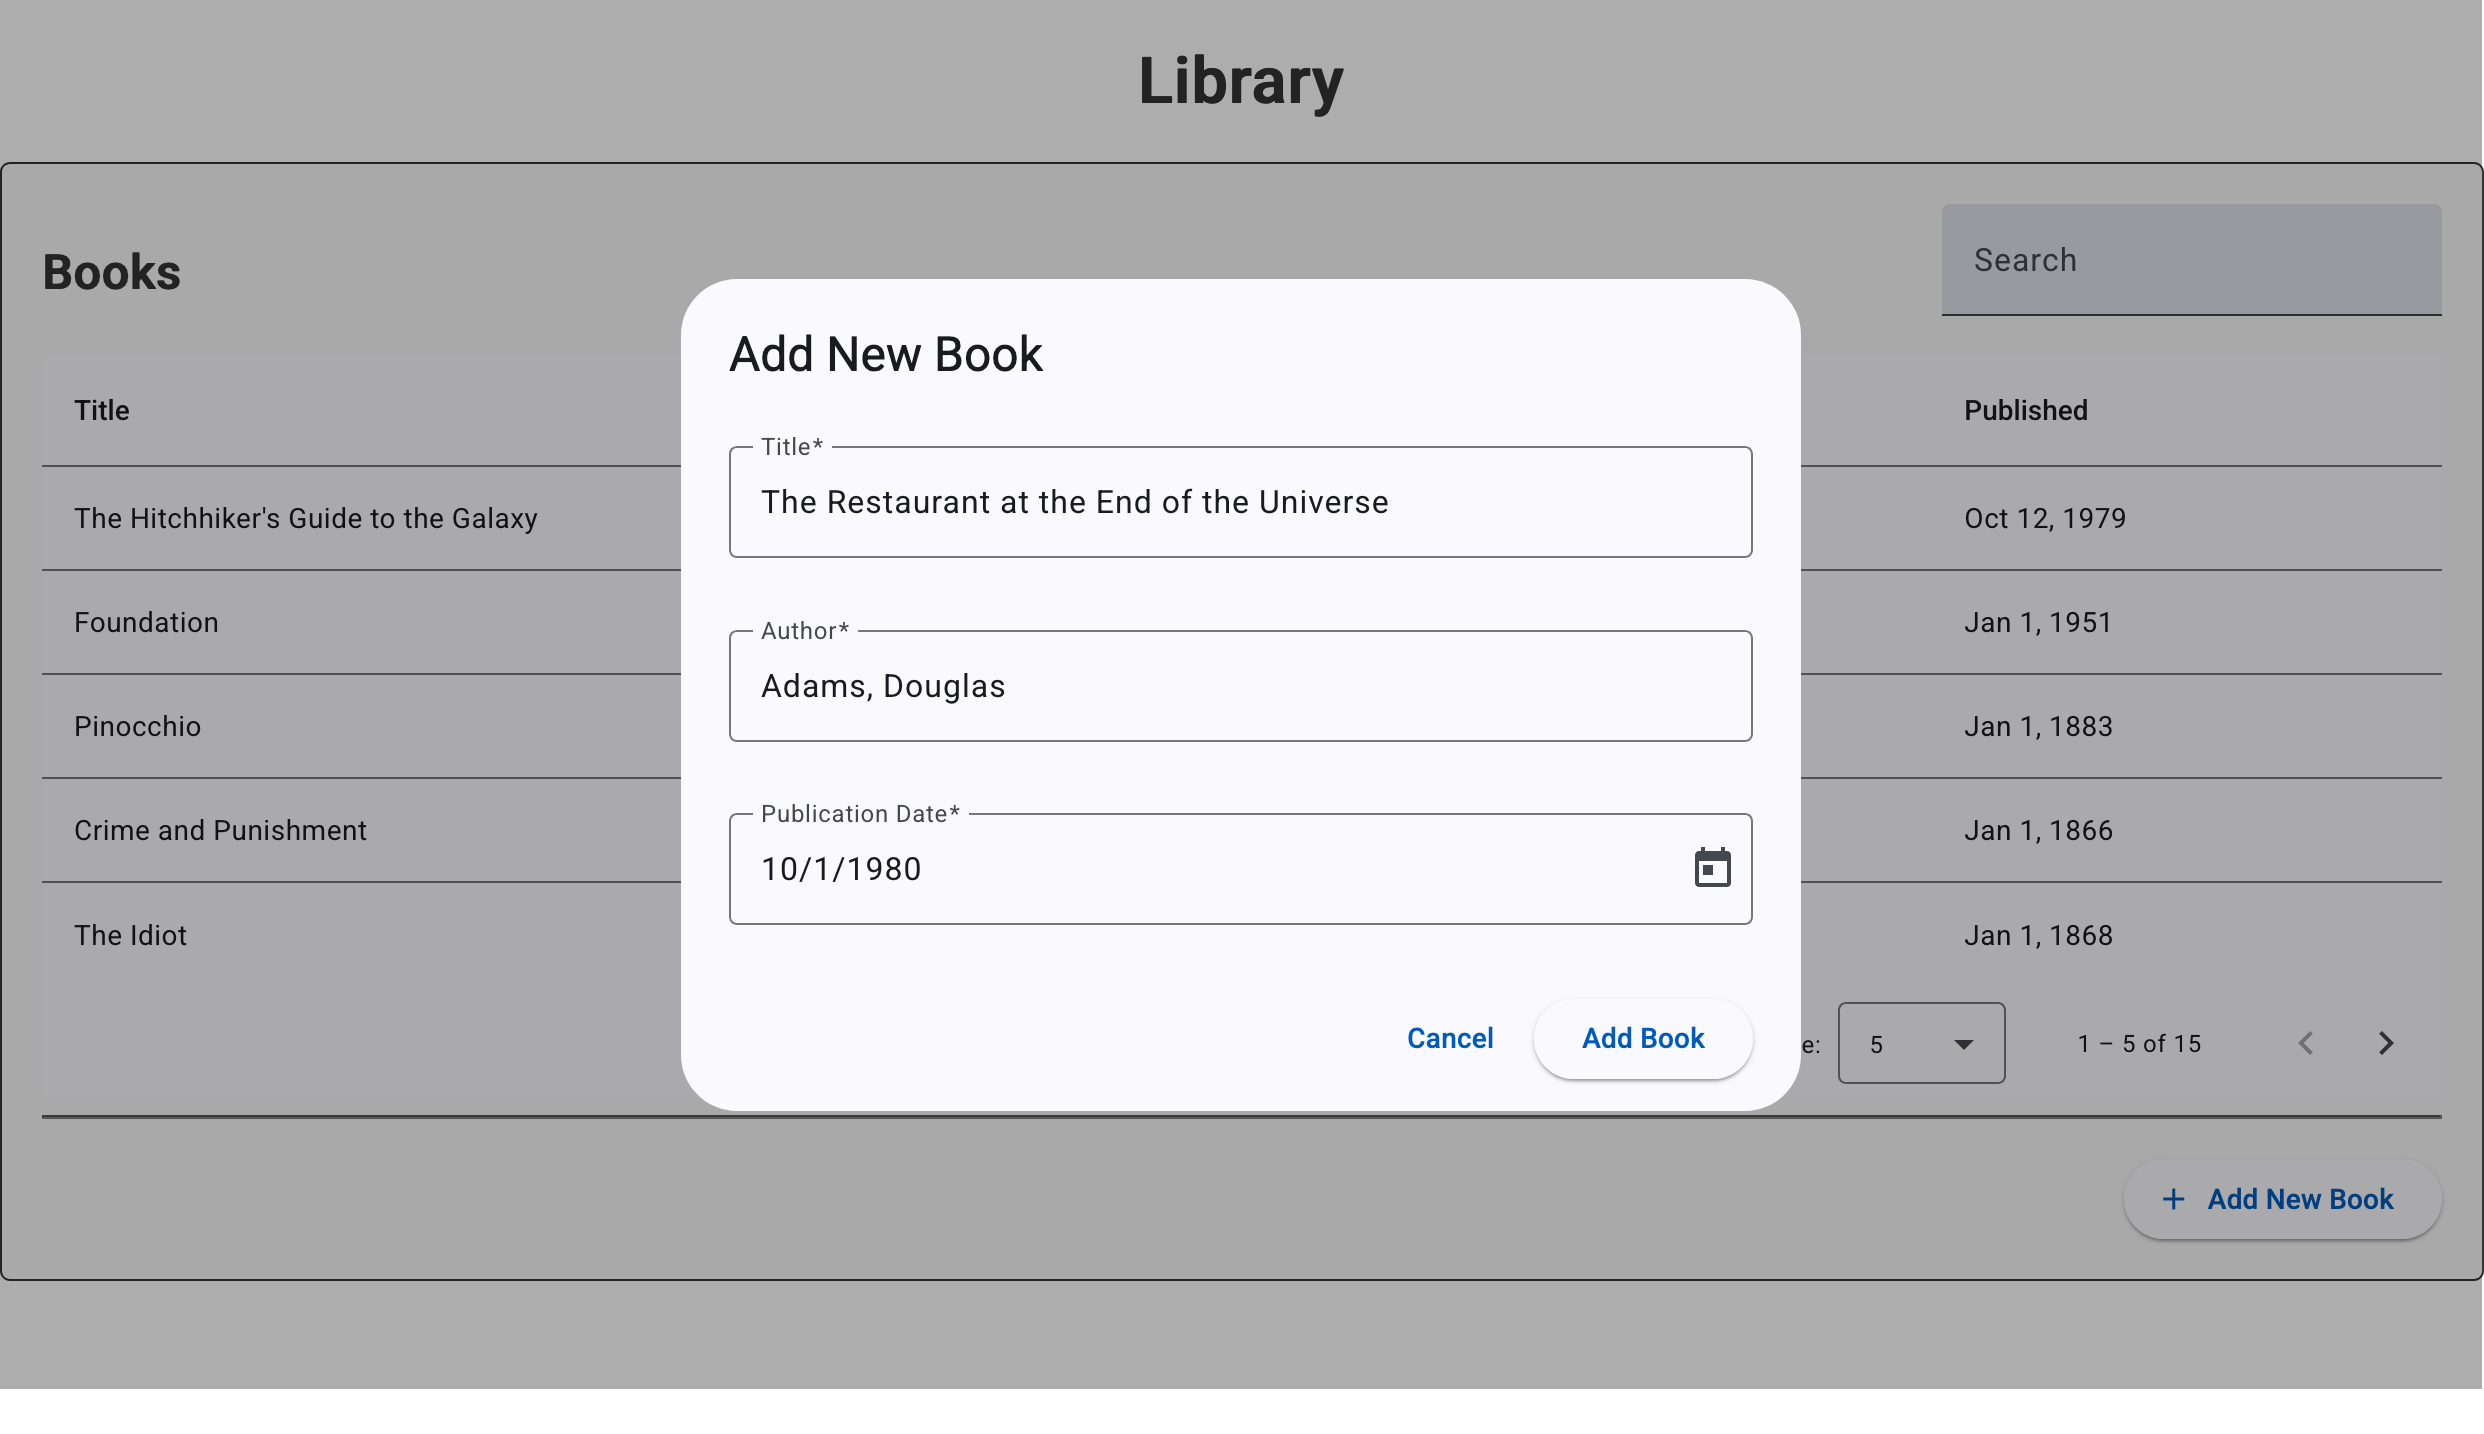 Library
Books
Search
Add New Book
Title
Published
Title*
The Restaurant at the End of the Universe
The Hitchhiker's Guide to the Galaxy
Oct 12, 1979
Foundation
Jan 1, 1951
Author*
Adams, Douglas
Pinocchio
Jan 1, 1883
Publication Date*
10/1/1980
Crime and Punishment
Jan 1, 1866
The Idiot
Jan 1, 1868
Cancel
Add Book
e:
5
1 – 5 of 15
Add New Book